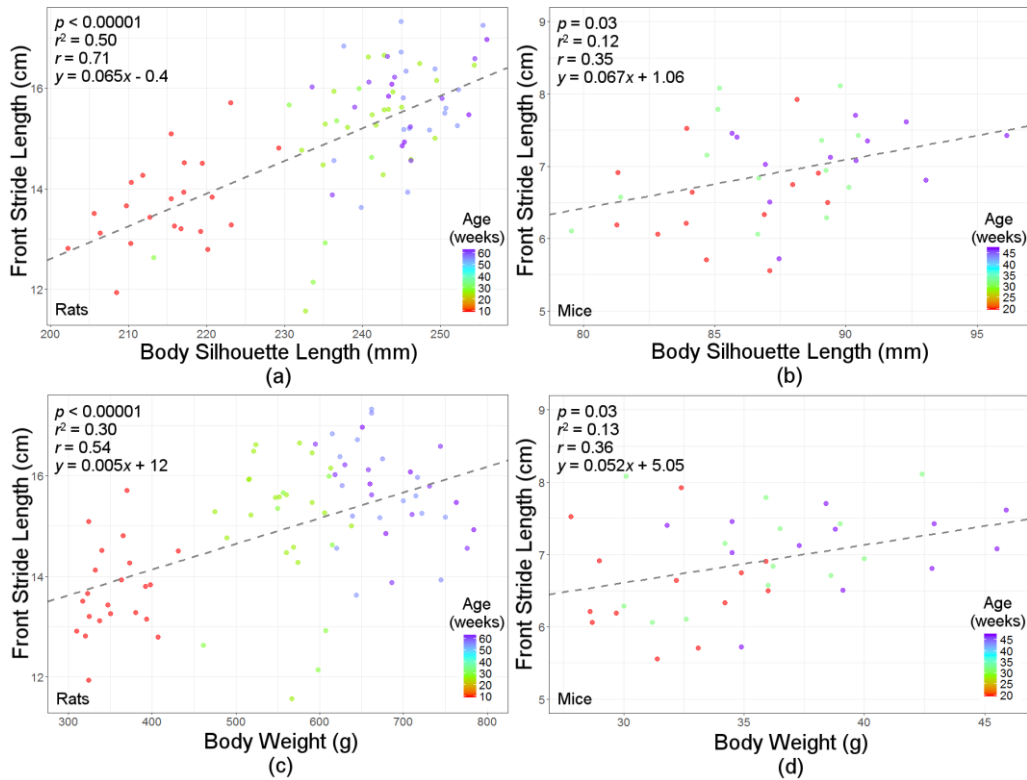 p < 0.00001
r² = 0.50
r = 0.71
y = 0.065x - 0.4
Front Stride Length (cm)
16
14
12
Age
(weeks)
60
50
40
30
20
10
Rats
200
210
220
230
240
250
Body Silhouette Length (mm)
(a)
p = 0.03
r² = 0.12
r = 0.35
y = 0.067x + 1.06
Front Stride Length (cm)
9
8
7
6
5
Age
(weeks)
45
40
35
30
25
20
Mice
80
85
90
95
Body Silhouette Length (mm)
(b)
p < 0.00001
r² = 0.30
r = 0.54
y = 0.005x + 12
Front Stride Length (cm)
16
14
12
Age
(weeks)
60
50
40
30
20
10
Rats
300
400
500
600
700
800
Body Weight (g)
(c)
p = 0.03
r² = 0.13
r = 0.36
y = 0.052x + 5.05
Front Stride Length (cm)
9
8
7
6
5
Age
(weeks)
45
40
35
30
25
20
Mice
30
35
40
45
Body Weight (g)
(d)